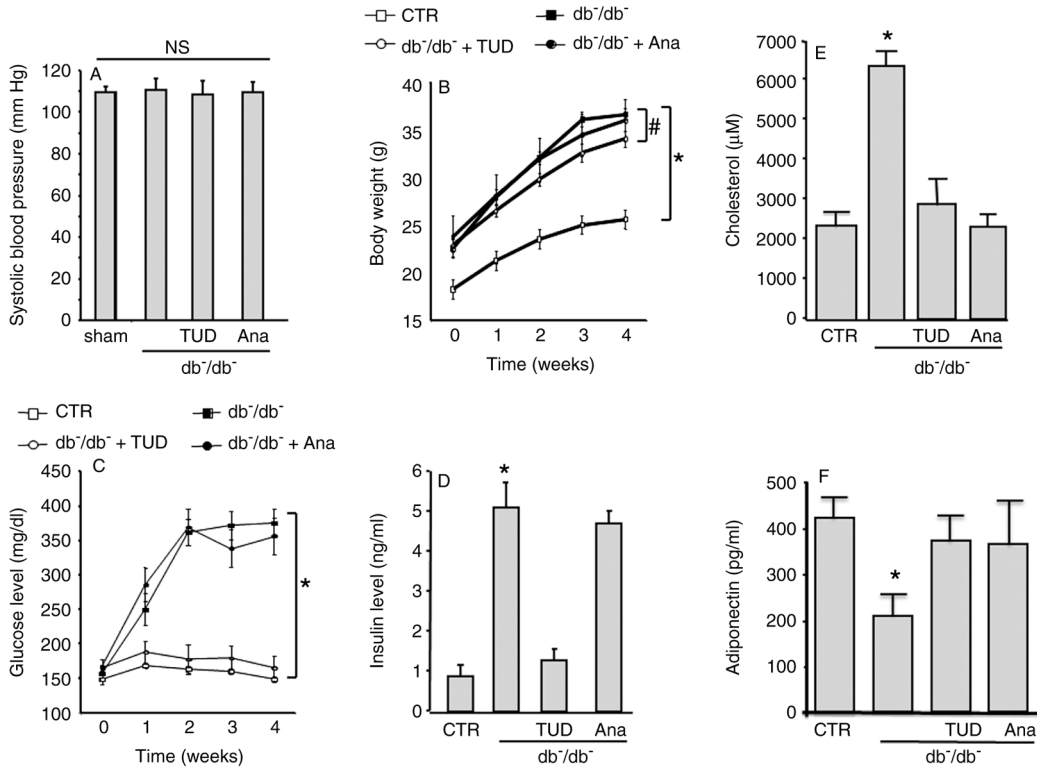 NS
A
Systolic blood pressure (mm Hg)
120
100
80
60
40
20
0
sham TUD Ana
db⁻/db⁻
CTR db⁻/db⁻
db⁻/db⁻ + TUD db⁻/db⁻ + Ana
B
Body weight (g)
40
35
30
25
20
15
#
*
0 1 2 3 4
Time (weeks)
E
Cholesterol (μM)
7000
6000
5000
4000
3000
2000
1000
0
*
CTR TUD Ana
db⁻/db⁻
CTR db⁻/db⁻
db⁻/db⁻ + TUD db⁻/db⁻ + Ana
C
Glucose level (mg/dl)
450
400
350
300
250
200
150
100
*
0 1 2 3 4
Time (weeks)
D
Insulin level (ng/ml)
6
5
4
3
2
1
0
*
CTR TUD Ana
db⁻/db⁻
F
Adiponectin (pg/ml)
500
400
300
200
100
0
*
CTR TUD Ana
db⁻/db⁻